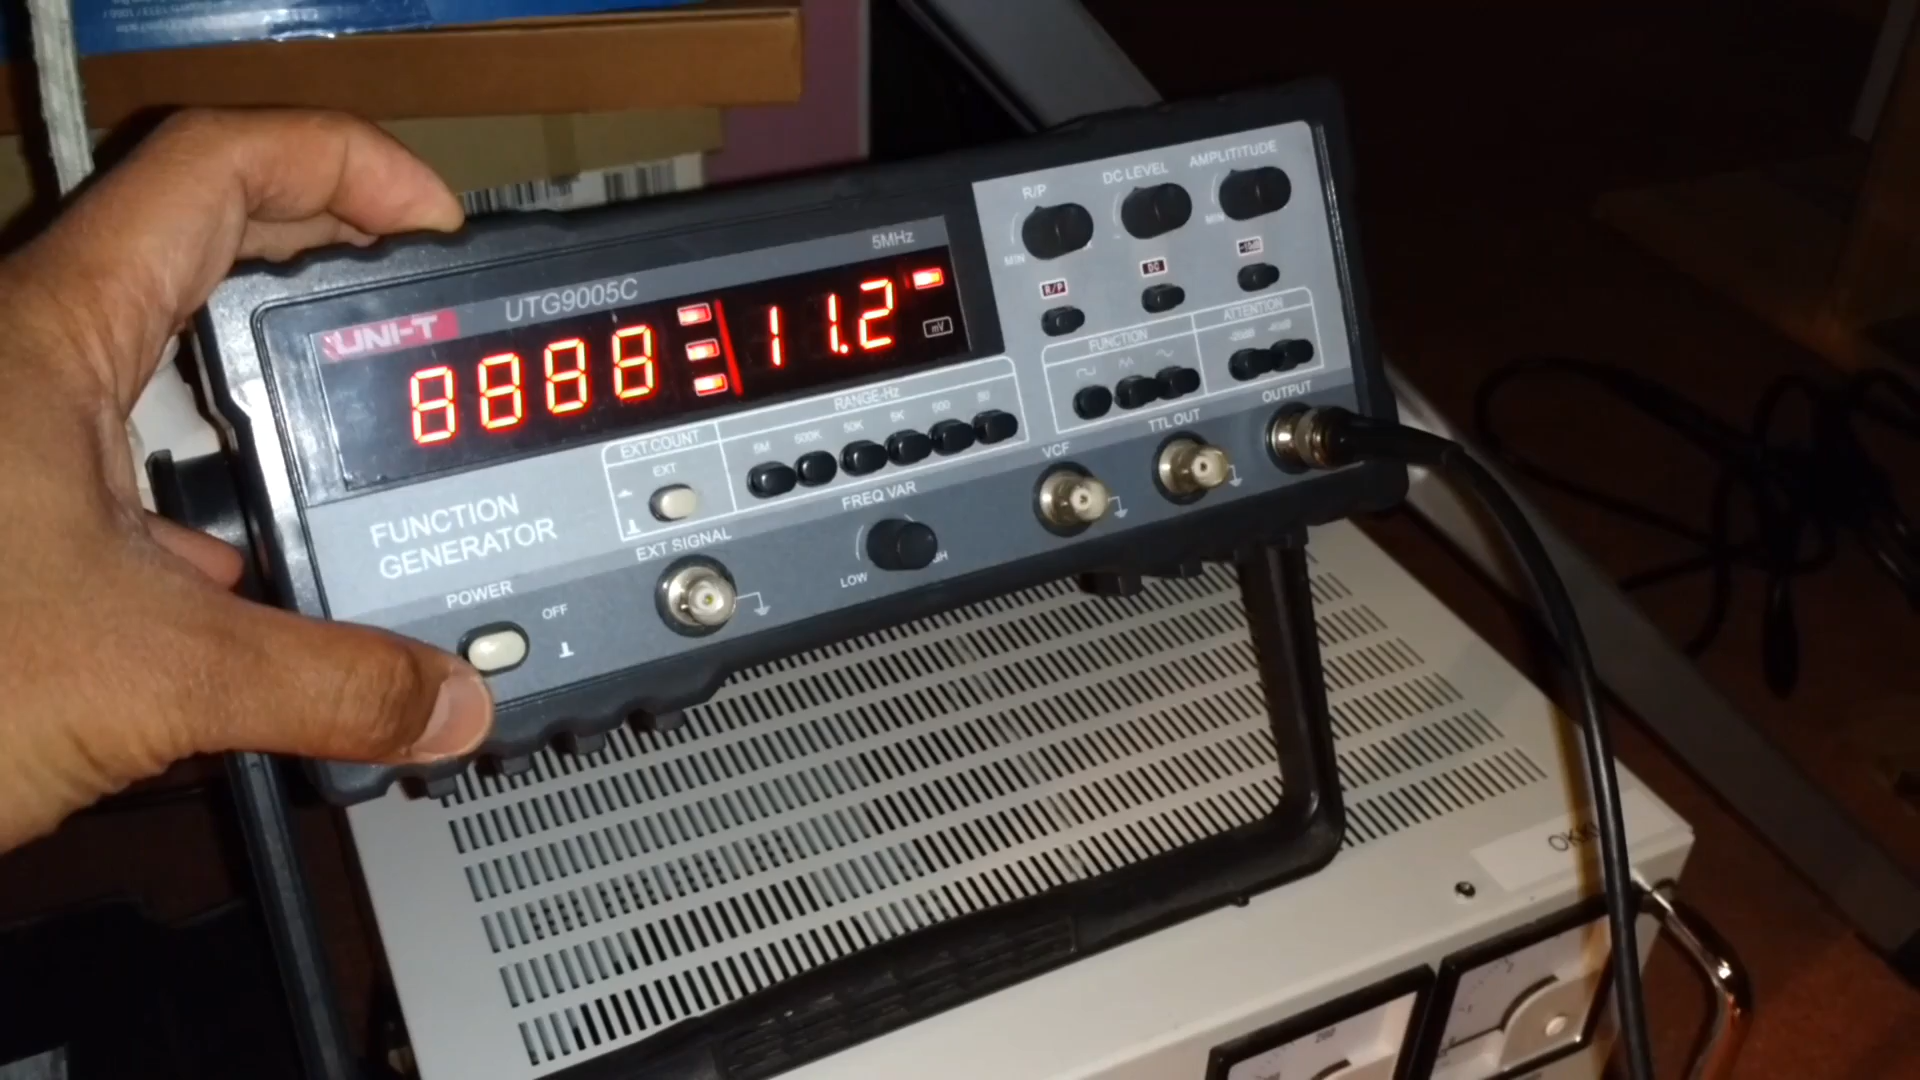 UNI-T
UTG9005C
5MHz
8888
11.2
mV
R/P
DC LEVEL
AMPLITITUDE
MIN
MIN
R/P
DC
FUNCTION
ATTENTION
-20dB
-40dB
RANGE-Hz
5M
500K
50K
5K
500
50
EXT COUNT
EXT
FUNCTION
GENERATOR
POWER
OFF
EXT SIGNAL
FREQ VAR
LOW
VCF
TTL OUT
OUTPUT